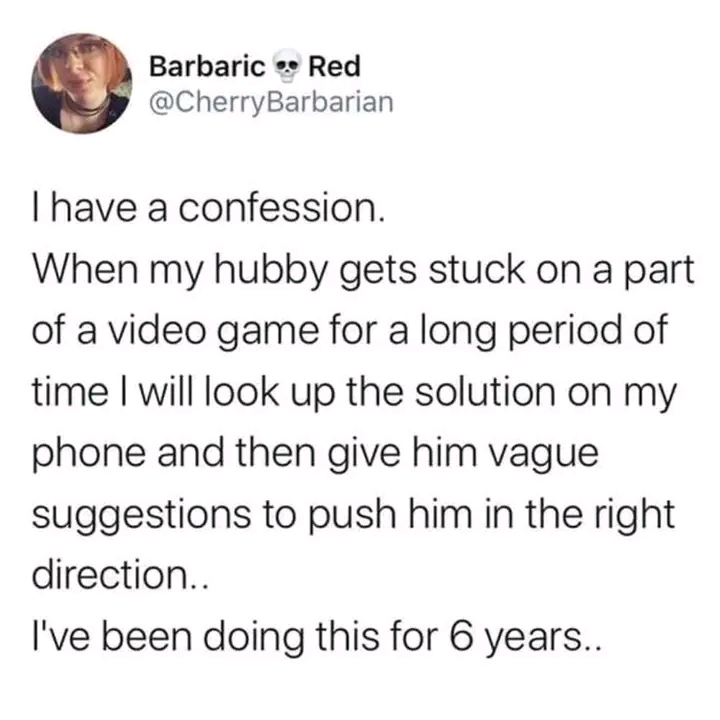 Barbaric 💀 Red
@CherryBarbarian
I have a confession.
When my hubby gets stuck on a part
of a video game for a long period of
time I will look up the solution on my
phone and then give him vague
suggestions to push him in the right
direction..
I've been doing this for 6 years..